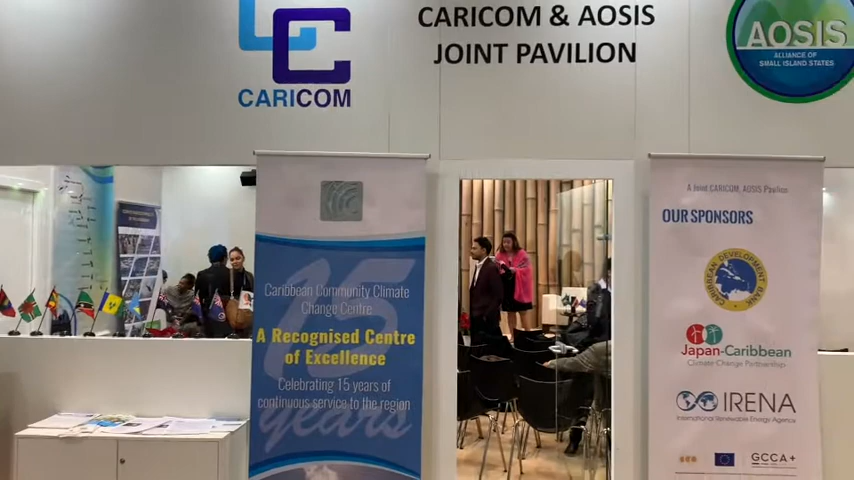 CARICOM
CARICOM & AOSIS
JOINT PAVILION
AOSIS
ALLIANCE OF
SMALL ISLAND STATES
15
years
Caribbean Community Climate
Change Centre
A Recognised Centre
of Excellence
Celebrating 15 years of
continuous service to the region
A Joint CARICOM, AOSIS Pavilion
OUR SPONSORS
CARIBBEAN DEVELOPMENT BANK
Japan-Caribbean
Climate Change Partnership
IRENA
International Renewable Energy Agency
GCCA+